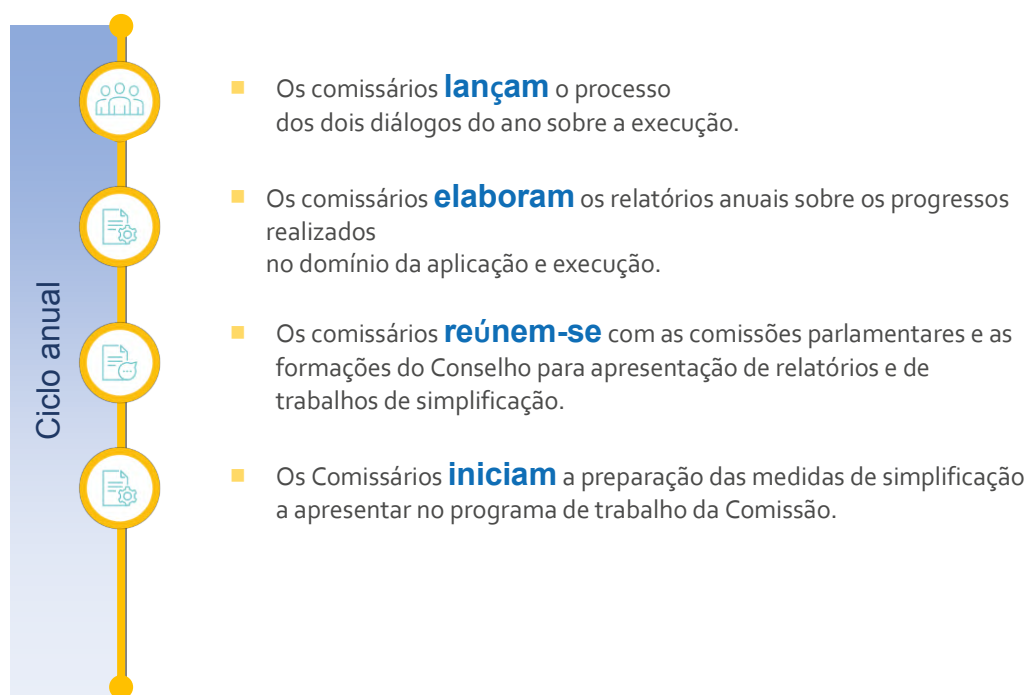 Ciclo anual
Os comissários lançam o processo
dos dois diálogos do ano sobre a execução.
Os comissários elaboram os relatórios anuais sobre os progressos
realizados
no domínio da aplicação e execução.
Os comissários reúnem-se com as comissões parlamentares e as
formações do Conselho para apresentação de relatórios e de
trabalhos de simplificação.
Os Comissários iniciam a preparação das medidas de simplificação
a apresentar no programa de trabalho da Comissão.